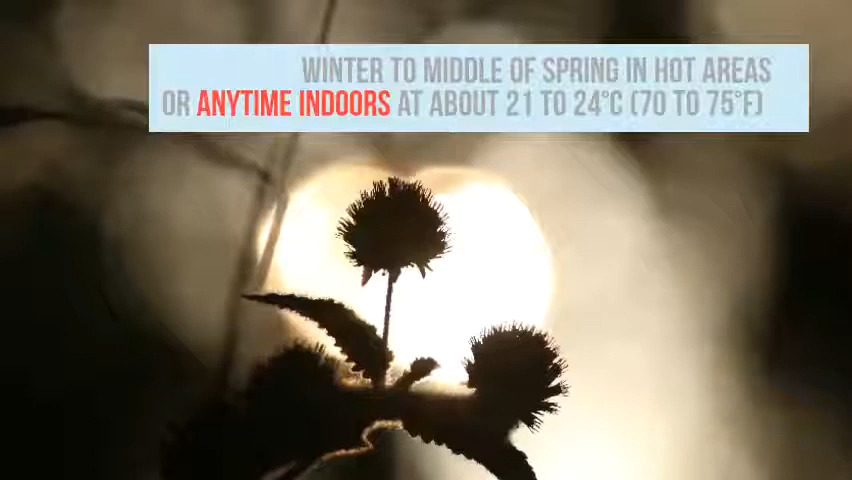 WINTER TO MIDDLE OF SPRING IN HOT AREAS
OR ANYTIME INDOORS AT ABOUT 21 TO 24°C (70 TO 75°F)